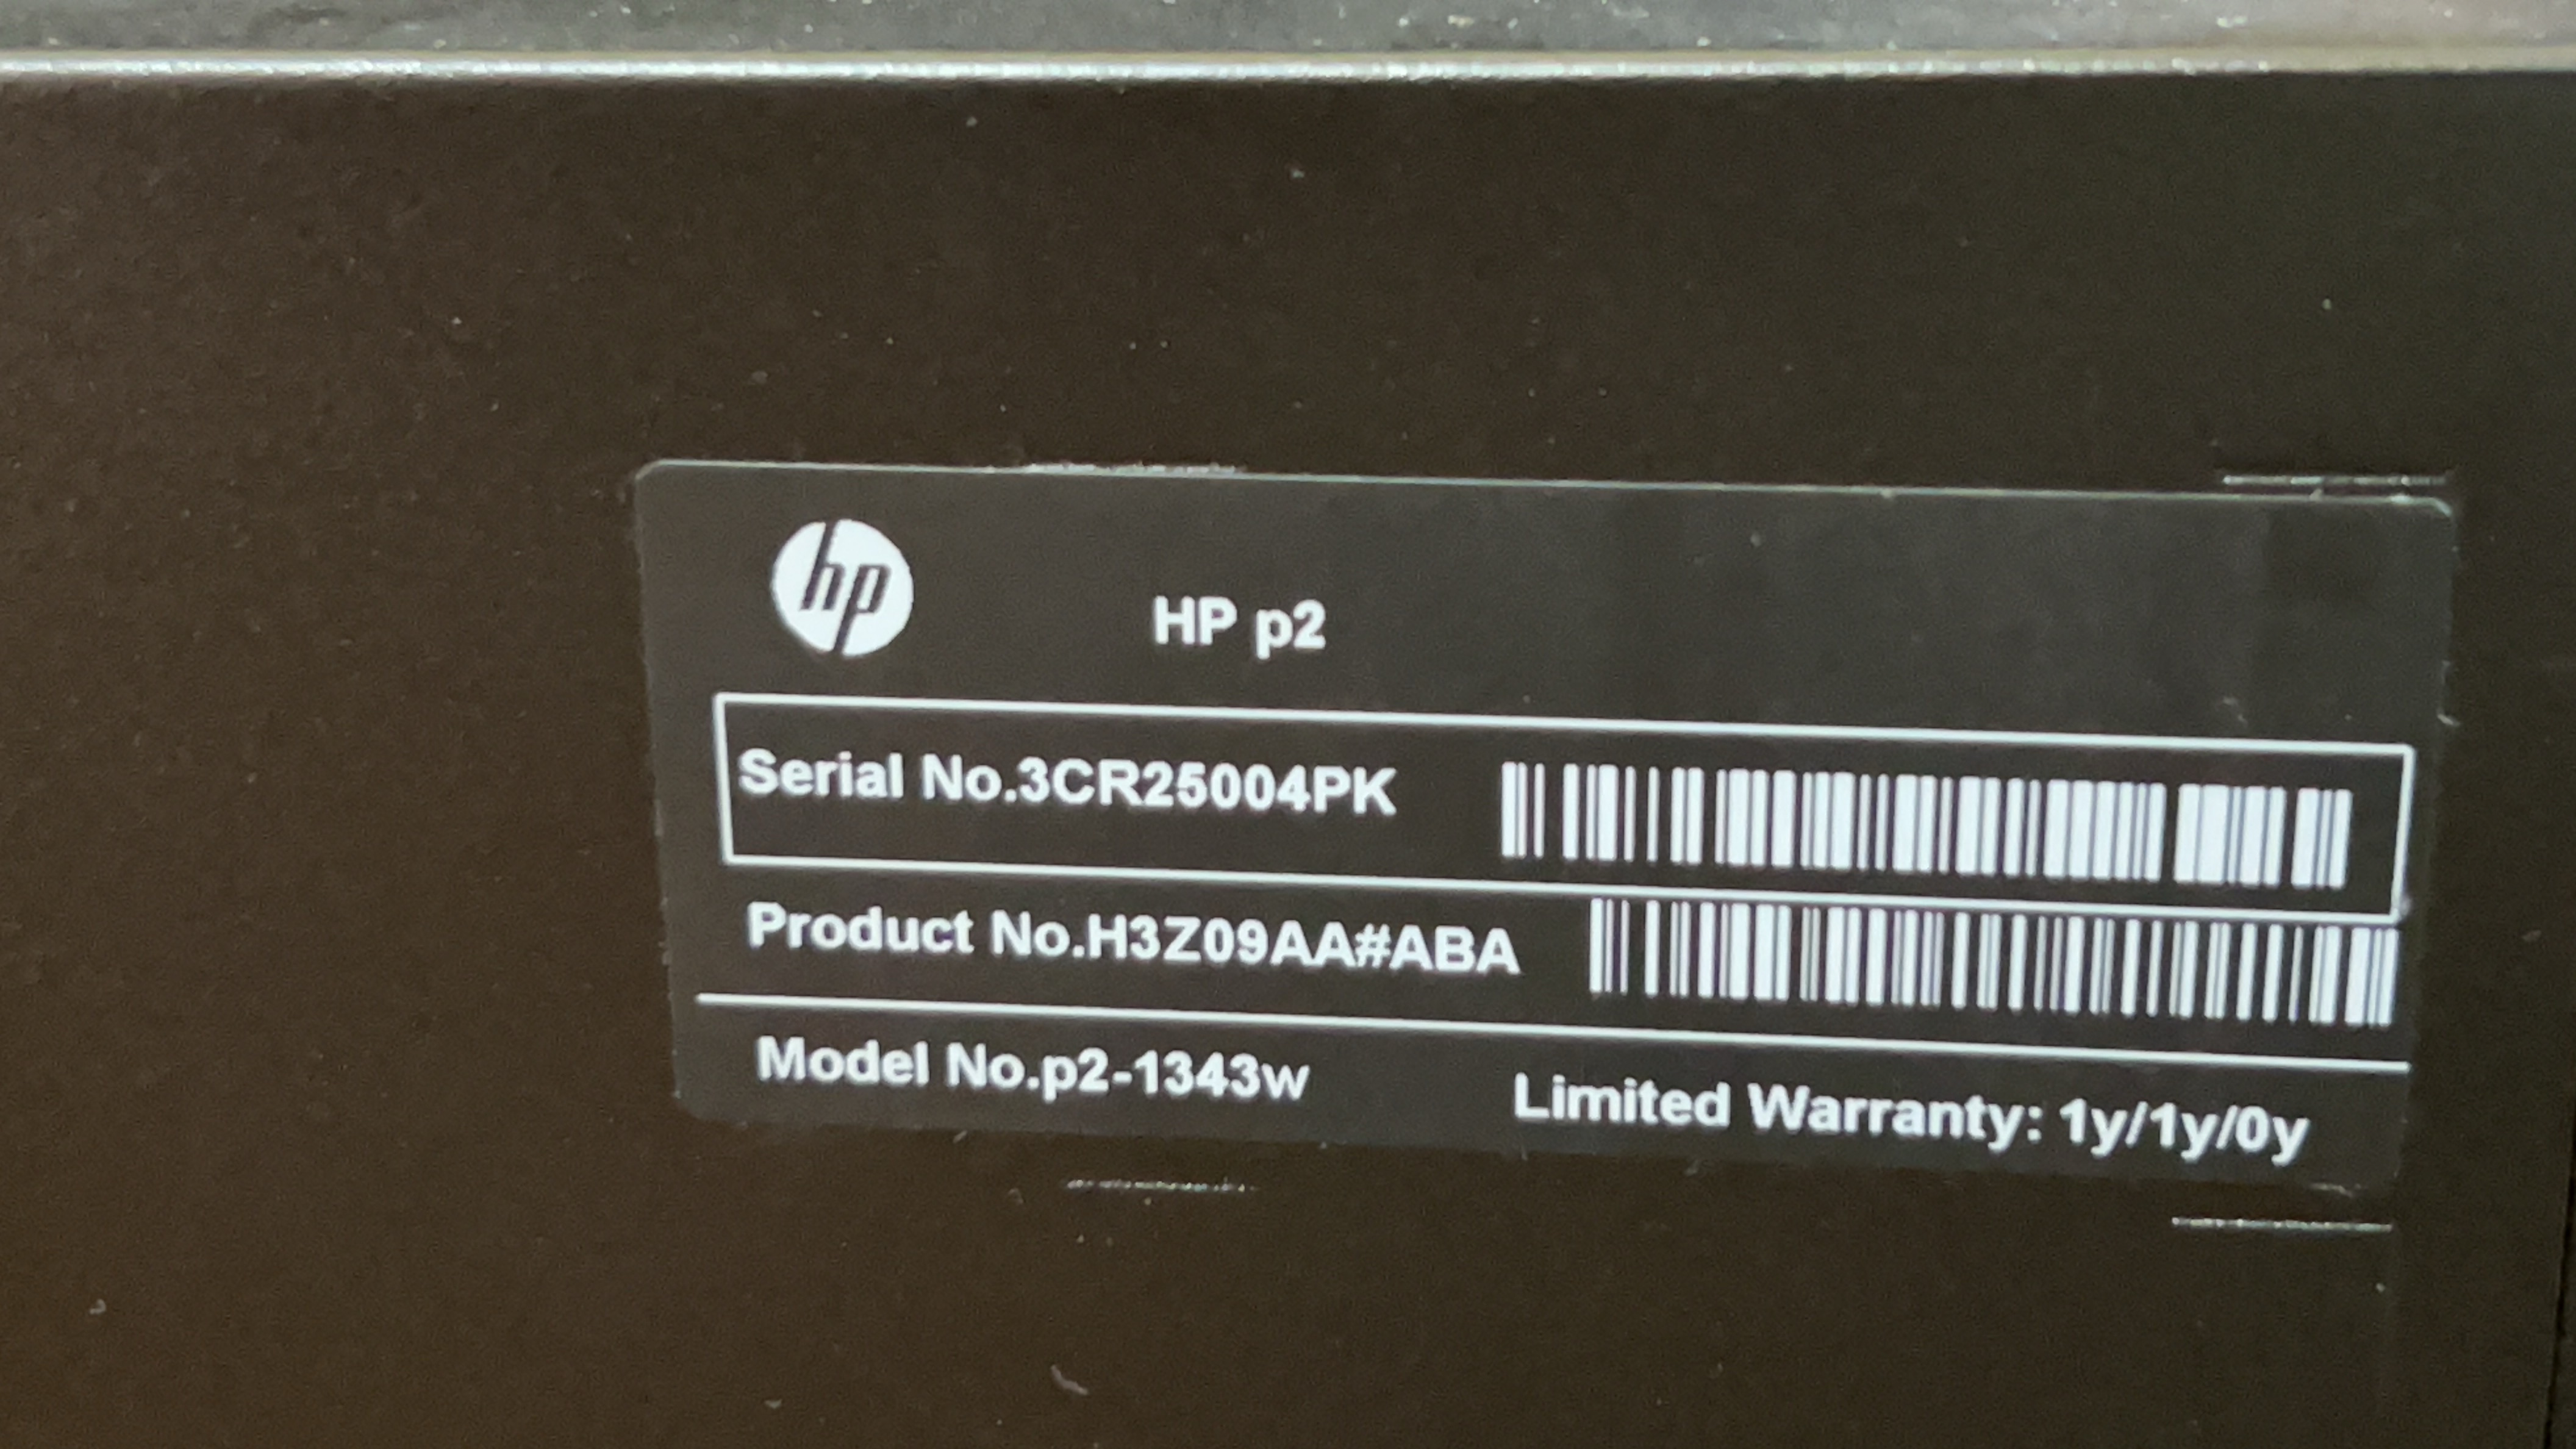 hp
HP p2
Serial No.3CR25004PK
Product No.H3Z09AA#ABA
Model No.p2-1343w
Limited Warranty: 1y/1y/0y